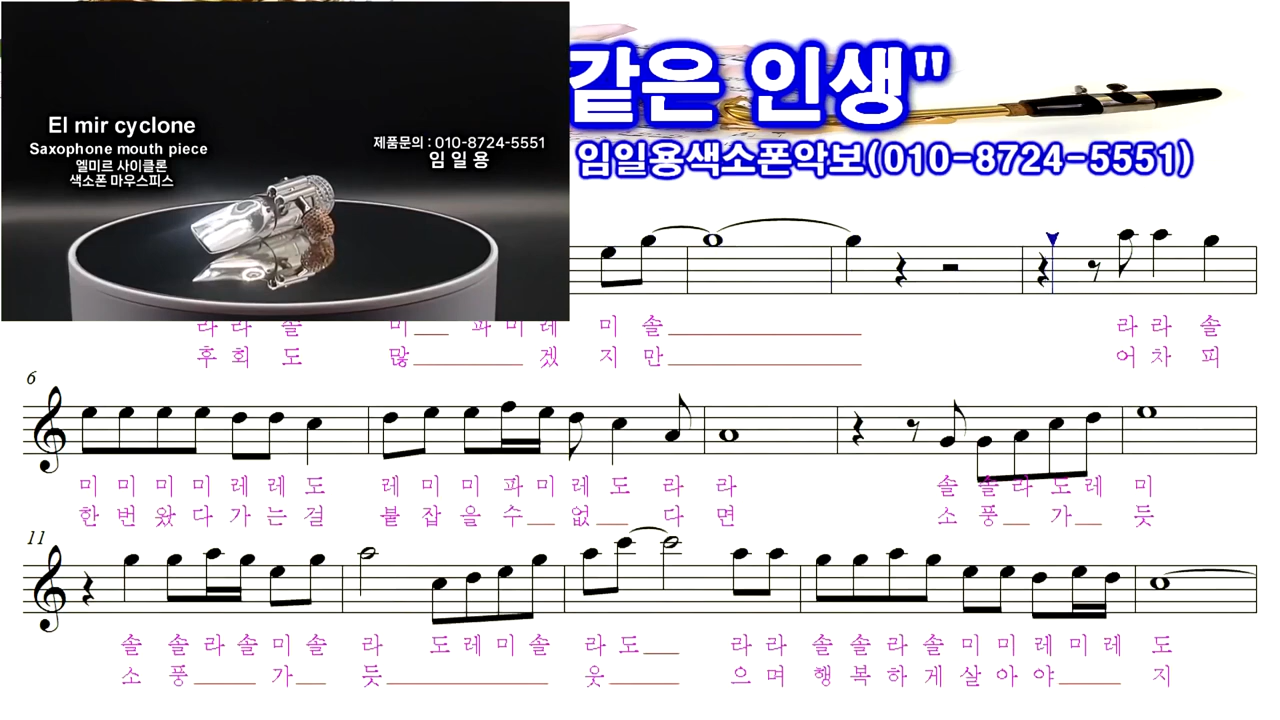 같은 인생"
임일용색소폰악보(010-8724-5551)
El mir cyclone
Saxophone mouth piece
엘미르 사이클론
색소폰 마우스피스
제품문의 : 010-8724-5551
임 일 용
라 라 솔 미 파 미 레 미 솔 라 라 솔
후 회 도 많 겠 지 만 어 차 피
6
미 미 미 미 레 레 도 레 미 미 파 미 레 도 라 라 솔 솔 라 도 레 미
한 번 왔 다 가 는 걸 붙 잡 을 수 없 다 면 소 풍 가 듯
11
솔 솔 라 솔 미 솔 라 도 레 미 솔 라 도 라 라 솔 솔 라 솔 미 미 레 미 레 도
소 풍 가 듯 웃 으 며 행 복 하 게 살 아 야 지